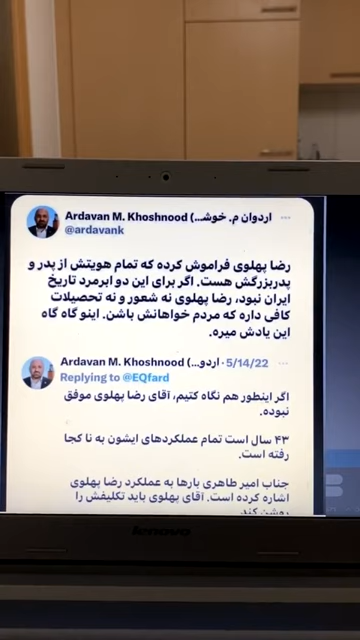 Ardavan M. Khoshnood (...اردوان م. خوشـ
@ardavank
رضا پهلوی فراموش کرده که تمام هویتش از پدر و
پدربزرگش هست. اگر برای این دو ابرمرد تاریخ
ایران نبود، رضا پهلوی نه شعور و نه تحصیلات
کافی داره که مردم خواهانش باشن. اینو گاه گاه
این یادش میره.
Ardavan M. Khoshnood (...اردو · 5/14/22
Replying to @EQfard
اگر اینطور هم نگاه کنیم، آقای رضا پهلوی موفق
نبوده.
۴۳ سال است تمام عملکردهای ایشون به نا کجا
رفته است.
جناب امیر طاهری بارها به عملکرد رضا پهلوی
اشاره کرده است. آقای پهلوی باید تکلیفش را
روشن کند
lenovo